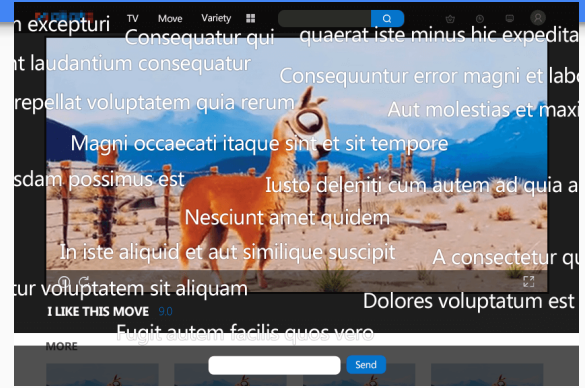 TV Move Variety
n excepturi
Consequatur qui
quaerat iste minus hic expedita
nt laudantium consequatur
Consequuntur error magni et labo
repellat voluptatem quia rerum
Aut molestias et maxi
Magni occaecati itaque sint et sit tempore
sdam possimus est
Iusto deleniti cum autem ad quia a
Nesciunt amet quidem
In iste aliquid et aut similique suscipit
A consectetur qu
tur voluptatem sit aliquam
Dolores voluptatum est
I LIKE THIS MOVE 9.0
Fugit autem facilis quos vero
MORE
Send